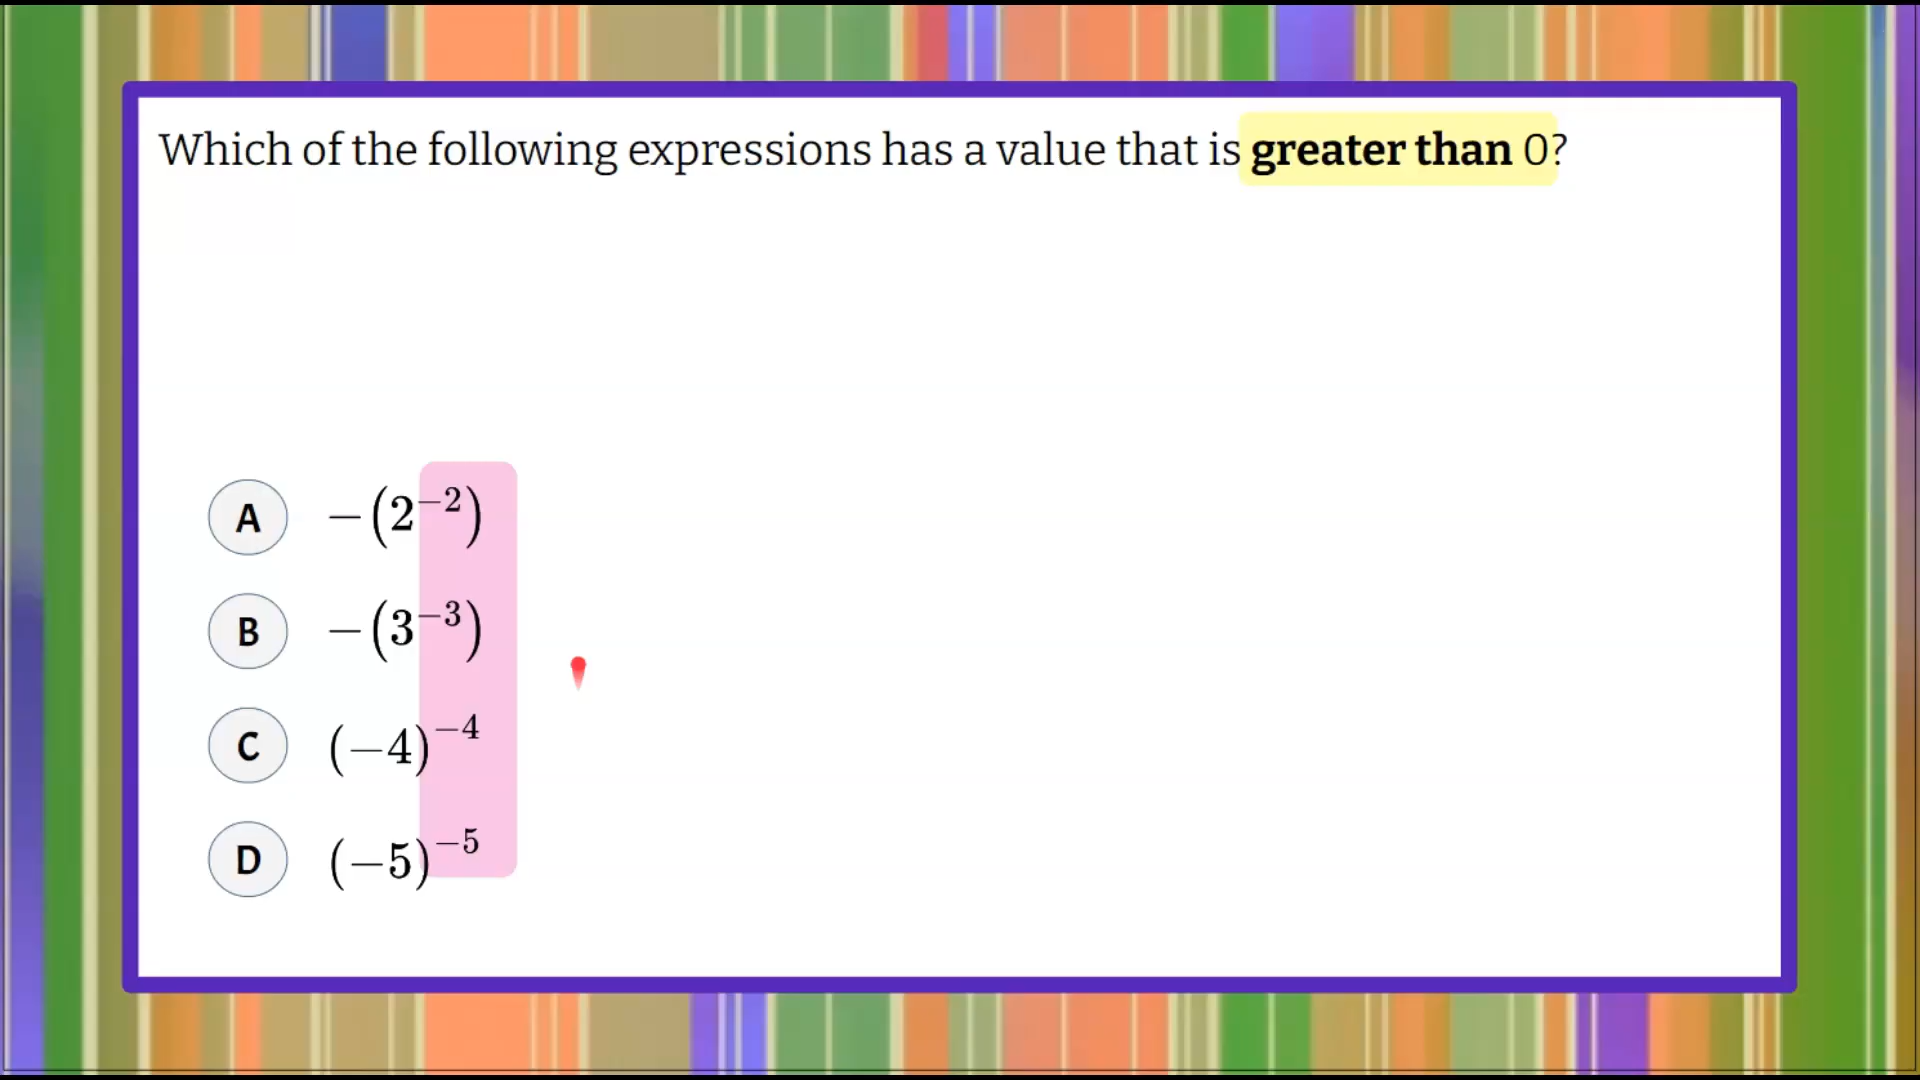 Which of the following expressions has a value that is greater than 0?
A −(2⁻²)
B −(3⁻³)
C (−4)⁻⁴
D (−5)⁻⁵